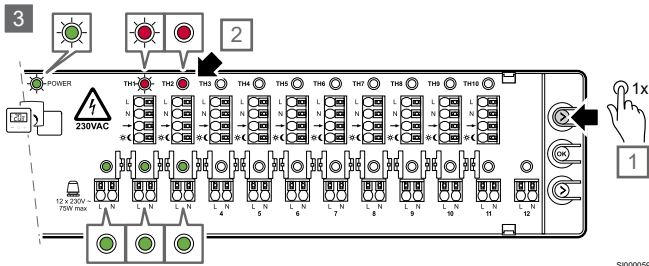 3
2
POWER
TH1 TH2 TH3 TH4 TH5 TH6 TH7 TH8 TH9 TH10
1x
L L L L L L L L L L
N N N N N N N N N N
230VAC
OK
1
12 x 230V ~
75W max
L N L N L N L N L N L N L N L N L N L N L N L N
4 5 6 7 8 9 10 11 12
SI000059